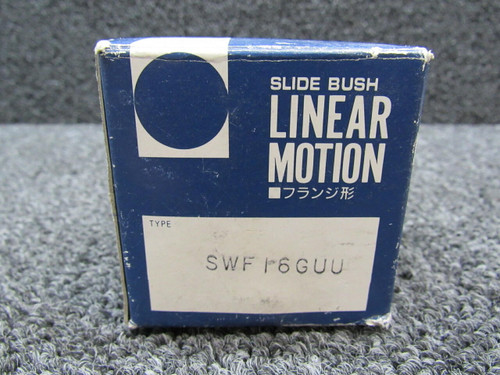 SLIDE BUSH
LINEAR
MOTION
■フランジ形
TYPE
SWF16GUU